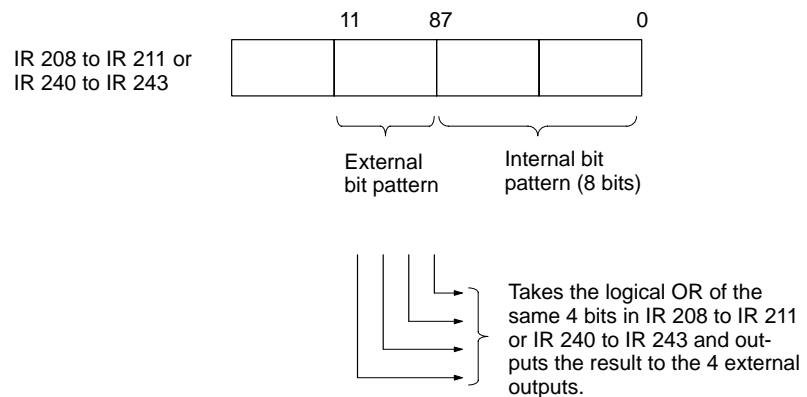 11 87 0
IR 208 to IR 211 or
IR 240 to IR 243
External
bit pattern
Internal bit
pattern (8 bits)
Takes the logical OR of the
same 4 bits in IR 208 to IR 211
or IR 240 to IR 243 and out-
puts the result to the 4 external
outputs.